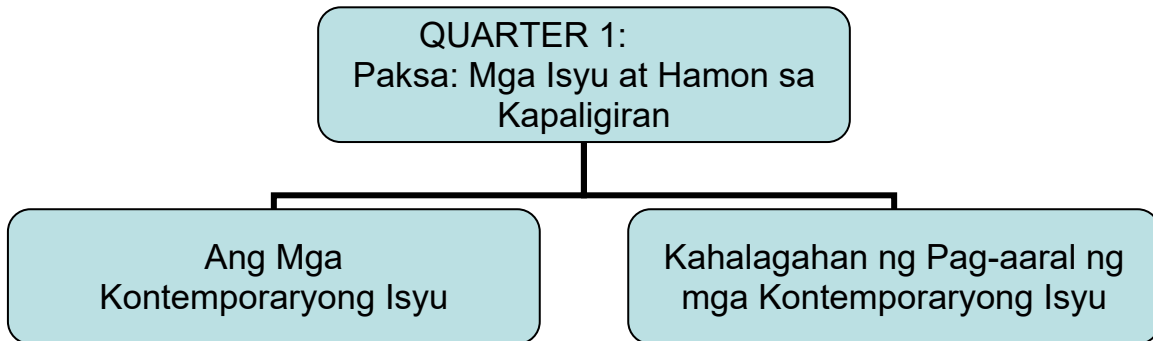 QUARTER 1:
Paksa: Mga Isyu at Hamon sa
Kapaligiran
Ang Mga
Kontemporaryong Isyu
Kahalagahan ng Pag-aaral ng
mga Kontemporaryong Isyu